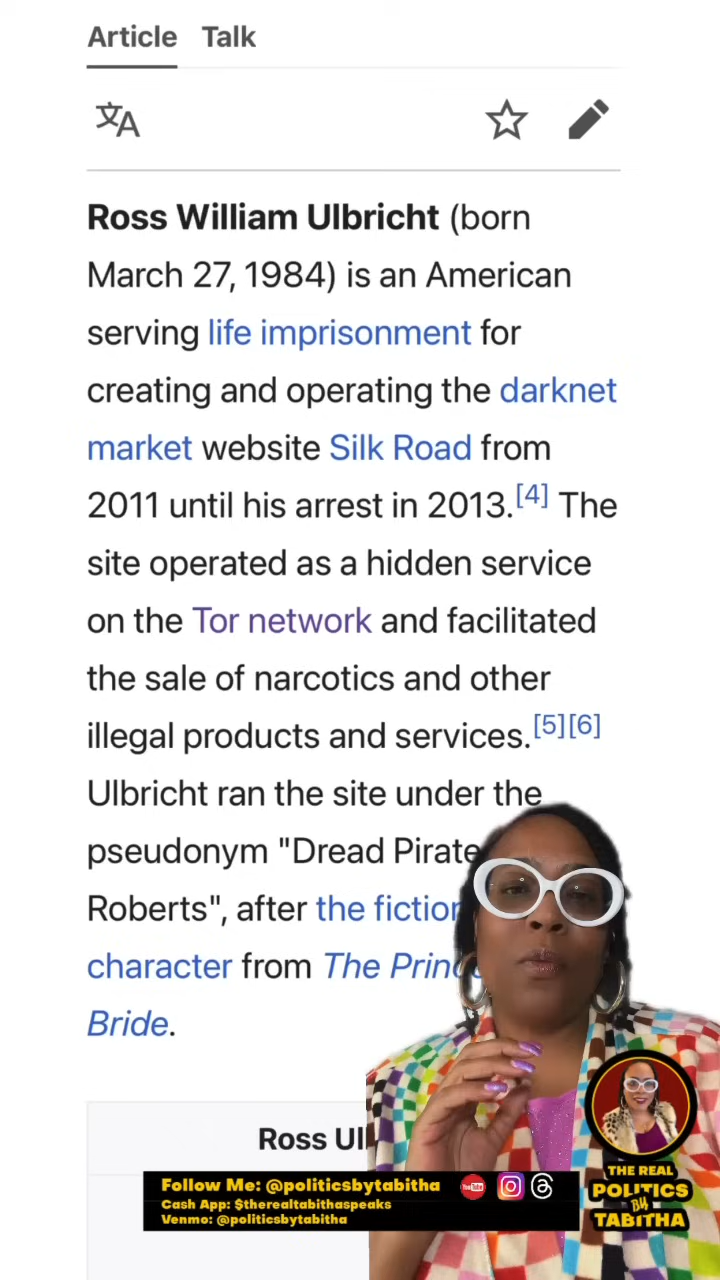 Article Talk
Ross William Ulbricht (born
March 27, 1984) is an American
serving life imprisonment for
creating and operating the darknet
market website Silk Road from
2011 until his arrest in 2013.[4] The
site operated as a hidden service
on the Tor network and facilitated
the sale of narcotics and other
illegal products and services.[5][6]
Ulbricht ran the site under the
pseudonym "Dread Pirate
Roberts", after the fiction
character from The Princ
Bride.
Ross Ul
Follow Me: @politicsbytabitha
Cash App: $therealtabithaspeaks
Venmo: @politicsbytabitha
THE REAL
POLITICS
BY
TABITHA